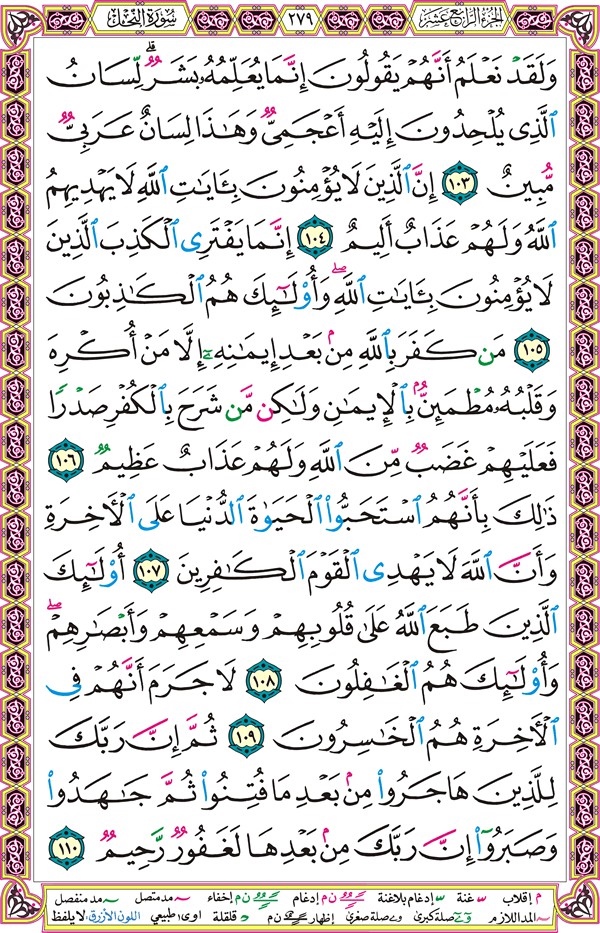 الجزء الرابع عشر
٢٧٩
سورة النحل
وَلَقَدْ نَعْلَمُ أَنَّهُمْ يَقُولُونَ إِنَّمَا يُعَلِّمُهُۥ بَشَرٌ ۗ لِّسَانُ
ٱلَّذِى يُلْحِدُونَ إِلَيْهِ أَعْجَمِىٌّ وَهَـٰذَا لِسَانٌ عَرَبِىٌّ
مُّبِينٌ ١٠٣ إِنَّ ٱلَّذِينَ لَا يُؤْمِنُونَ بِـَٔايَـٰتِ ٱللَّهِ لَا يَهْدِيهِمُ
ٱللَّهُ وَلَهُمْ عَذَابٌ أَلِيمٌ ١٠٤ إِنَّمَا يَفْتَرِى ٱلْكَذِبَ ٱلَّذِينَ
لَا يُؤْمِنُونَ بِـَٔايَـٰتِ ٱللَّهِ ۖ وَأُو۟لَـٰٓئِكَ هُمُ ٱلْكَـٰذِبُونَ
١٠٥ مَن كَفَرَ بِٱللَّهِ مِنۢ بَعْدِ إِيمَـٰنِهِۦٓ إِلَّا مَنْ أُكْرِهَ
وَقَلْبُهُۥ مُطْمَئِنٌّۢ بِٱلْإِيمَـٰنِ وَلَـٰكِن مَّن شَرَحَ بِٱلْكُفْرِ صَدْرًا
فَعَلَيْهِمْ غَضَبٌ مِّنَ ٱللَّهِ وَلَهُمْ عَذَابٌ عَظِيمٌ ١٠٦
ذَٰلِكَ بِأَنَّهُمُ ٱسْتَحَبُّوا۟ ٱلْحَيَوٰةَ ٱلدُّنْيَا عَلَى ٱلْـَٔاخِرَةِ
وَأَنَّ ٱللَّهَ لَا يَهْدِى ٱلْقَوْمَ ٱلْكَـٰفِرِينَ ١٠٧ أُو۟لَـٰٓئِكَ
ٱلَّذِينَ طَبَعَ ٱللَّهُ عَلَىٰ قُلُوبِهِمْ وَسَمْعِهِمْ وَأَبْصَـٰرِهِمْ ۖ
وَأُو۟لَـٰٓئِكَ هُمُ ٱلْغَـٰفِلُونَ ١٠٨ لَا جَرَمَ أَنَّهُمْ فِى
ٱلْـَٔاخِرَةِ هُمُ ٱلْخَـٰسِرُونَ ١٠٩ ثُمَّ إِنَّ رَبَّكَ
لِلَّذِينَ هَاجَرُوا۟ مِنۢ بَعْدِ مَا فُتِنُوا۟ ثُمَّ جَـٰهَدُوا۟
وَصَبَرُوٓا۟ إِنَّ رَبَّكَ مِنۢ بَعْدِهَا لَغَفُورٌ رَّحِيمٌ ١١٠
م إقلاب غنة إدغام بلاغنة ن م إدغام ن م إخفاء مد متصل مد منفصل
المد اللازم صلة كبرى صلة صغرى إظهار ن م قلقلة اوى طبيعي اللون الأزرق: لا يلفظ